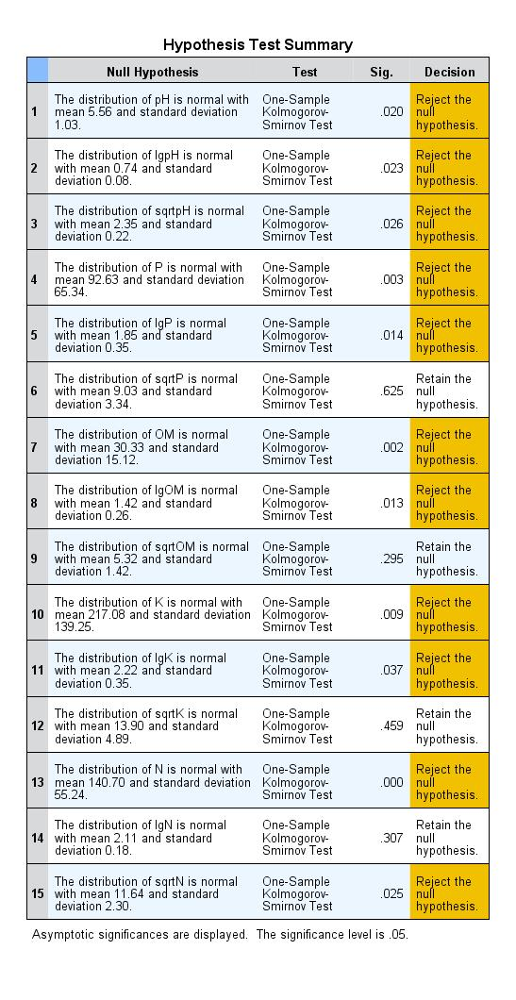 Hypothesis Test Summary
Null Hypothesis Test Sig. Decision
1 The distribution of pH is normal with mean 5.56 and standard deviation 1.03. One-Sample Kolmogorov-Smirnov Test .020 Reject the null hypothesis.
2 The distribution of lgpH is normal with mean 0.74 and standard deviation 0.08. One-Sample Kolmogorov-Smirnov Test .023 Reject the null hypothesis.
3 The distribution of sqrtpH is normal with mean 2.35 and standard deviation 0.22. One-Sample Kolmogorov-Smirnov Test .026 Reject the null hypothesis.
4 The distribution of P is normal with mean 92.63 and standard deviation 65.34. One-Sample Kolmogorov-Smirnov Test .003 Reject the null hypothesis.
5 The distribution of lgP is normal with mean 1.85 and standard deviation 0.35. One-Sample Kolmogorov-Smirnov Test .014 Reject the null hypothesis.
6 The distribution of sqrtP is normal with mean 9.03 and standard deviation 3.34. One-Sample Kolmogorov-Smirnov Test .625 Retain the null hypothesis.
7 The distribution of OM is normal with mean 30.33 and standard deviation 15.12. One-Sample Kolmogorov-Smirnov Test .002 Reject the null hypothesis.
8 The distribution of lgOM is normal with mean 1.42 and standard deviation 0.26. One-Sample Kolmogorov-Smirnov Test .013 Reject the null hypothesis.
9 The distribution of sqrtOM is normal with mean 5.32 and standard deviation 1.42. One-Sample Kolmogorov-Smirnov Test .295 Retain the null hypothesis.
10 The distribution of K is normal with mean 217.08 and standard deviation 139.25. One-Sample Kolmogorov-Smirnov Test .009 Reject the null hypothesis.
11 The distribution of lgK is normal with mean 2.22 and standard deviation 0.35. One-Sample Kolmogorov-Smirnov Test .037 Reject the null hypothesis.
12 The distribution of sqrtK is normal with mean 13.90 and standard deviation 4.89. One-Sample Kolmogorov-Smirnov Test .459 Retain the null hypothesis.
13 The distribution of N is normal with mean 140.70 and standard deviation 55.24. One-Sample Kolmogorov-Smirnov Test .000 Reject the null hypothesis.
14 The distribution of lgN is normal with mean 2.11 and standard deviation 0.18. One-Sample Kolmogorov-Smirnov Test .307 Retain the null hypothesis.
15 The distribution of sqrtN is normal with mean 11.64 and standard deviation 2.30. One-Sample Kolmogorov-Smirnov Test .025 Reject the null hypothesis.
Asymptotic significances are displayed. The significance level is .05.